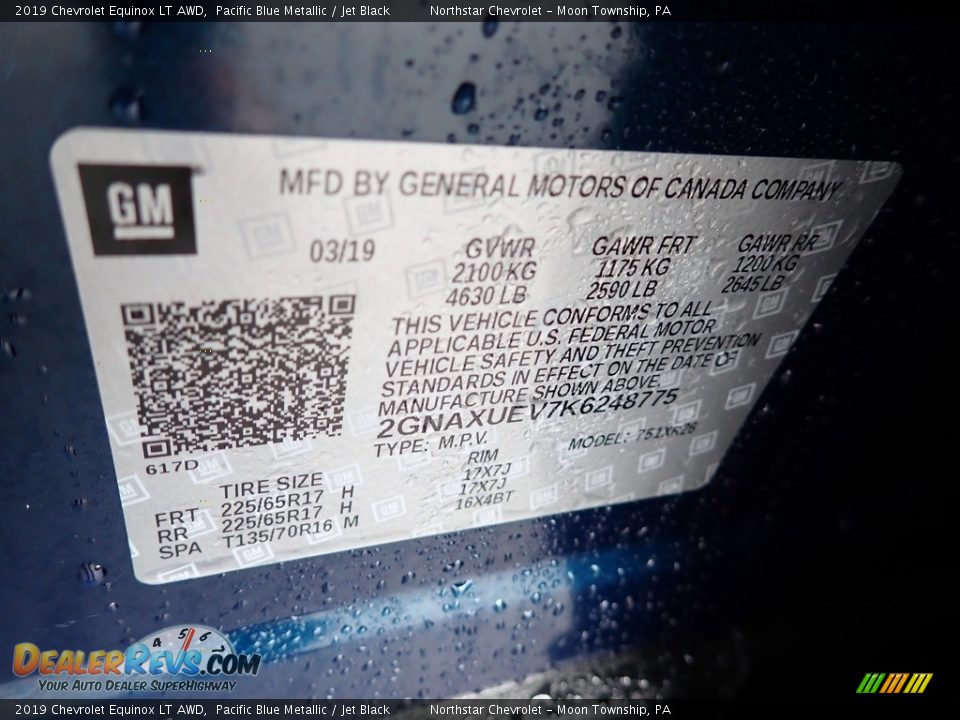 2019 Chevrolet Equinox LT AWD, Pacific Blue Metallic / Jet Black Northstar Chevrolet - Moon Township, PA
GM
MFD BY GENERAL MOTORS OF CANADA COMPANY
03/19 GVWR GAWR FRT GAWR RR
2100 KG 1175 KG 1200 KG
4630 LB 2590 LB 2645 LB
THIS VEHICLE CONFORMS TO ALL
APPLICABLE U.S. FEDERAL MOTOR
VEHICLE SAFETY AND THEFT PREVENTION
STANDARDS IN EFFECT ON THE DATE OF
MANUFACTURE SHOWN ABOVE.
2GNAXUEV7K6248775
TYPE: M.P.V. MODEL: 751XR26
617D
TIRE SIZE RIM
FRT 225/65R17 H 17X7J
RR 225/65R17 H 17X7J
SPA T135/70R16 M 16X4BT
4 5 6
DEALERREVS.COM
YOUR AUTO DEALER SUPERHIGHWAY
2019 Chevrolet Equinox LT AWD, Pacific Blue Metallic / Jet Black Northstar Chevrolet - Moon Township, PA